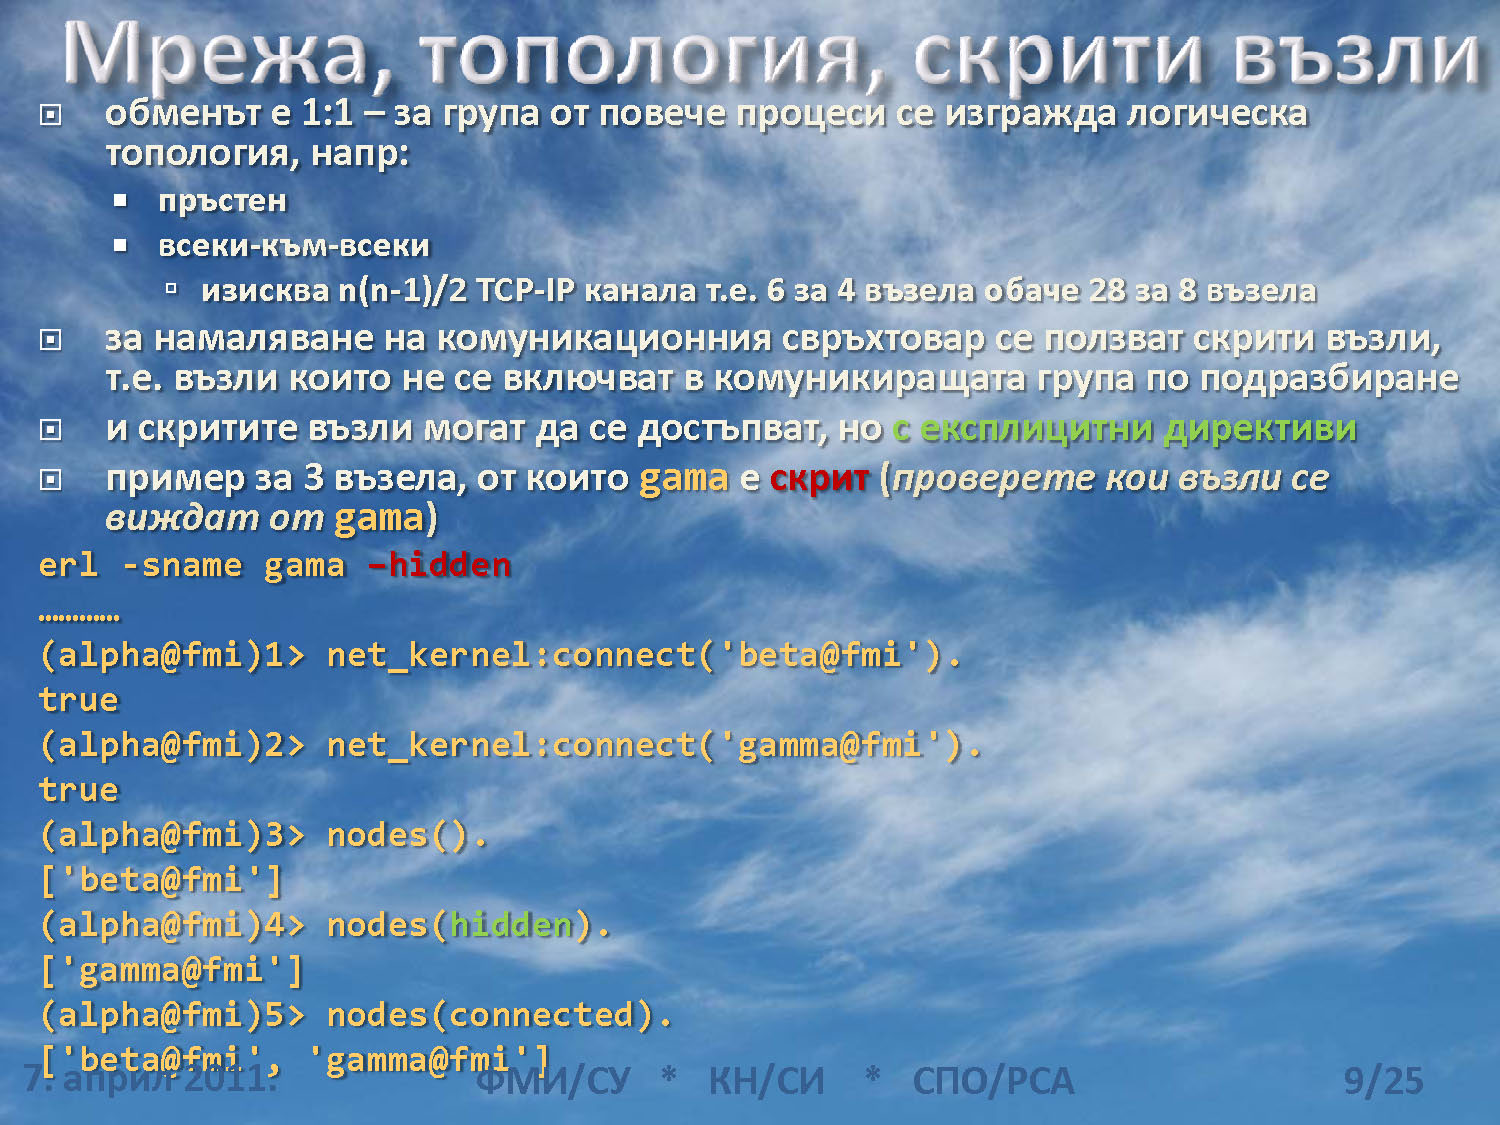 Мрежа, топология, скрити възли
обменът е 1:1 – за група от повече процеси се изгражда логическа
топология, напр:
пръстен
всеки-към-всеки
изисква n(n-1)/2 TCP-IP канала т.е. 6 за 4 възела обаче 28 за 8 възела
за намаляване на комуникационния свръхтовар се ползват скрити възли,
т.е. възли които не се включват в комуникиращата група по подразбиране
и скритите възли могат да се достъпват, но с експлицитни директиви
пример за 3 възела, от които gama е скрит (проверете кои възли се
виждат от gama)
erl -sname gama –hidden
…………
(alpha@fmi)1> net_kernel:connect('beta@fmi').
true
(alpha@fmi)2> net_kernel:connect('gamma@fmi').
true
(alpha@fmi)3> nodes().
['beta@fmi']
(alpha@fmi)4> nodes(hidden).
['gamma@fmi']
(alpha@fmi)5> nodes(connected).
['beta@fmi', 'gamma@fmi']
7. април 2011. ФМИ/СУ * КН/СИ * СПО/РСА 9/25